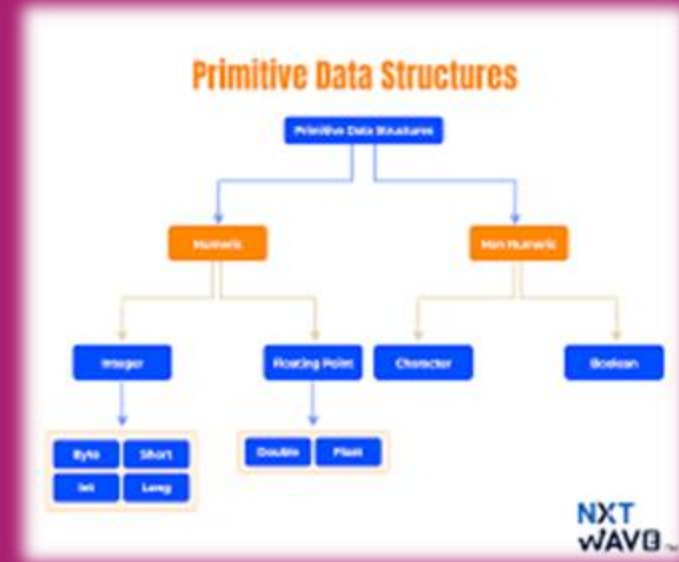 Primitive Data Structures
Primitive Data Structures
Numeric
Non Numeric
Integer
Floating Point
Character
Boolean
Byte
Short
Double
Float
Int
Long
NXT
WAVE